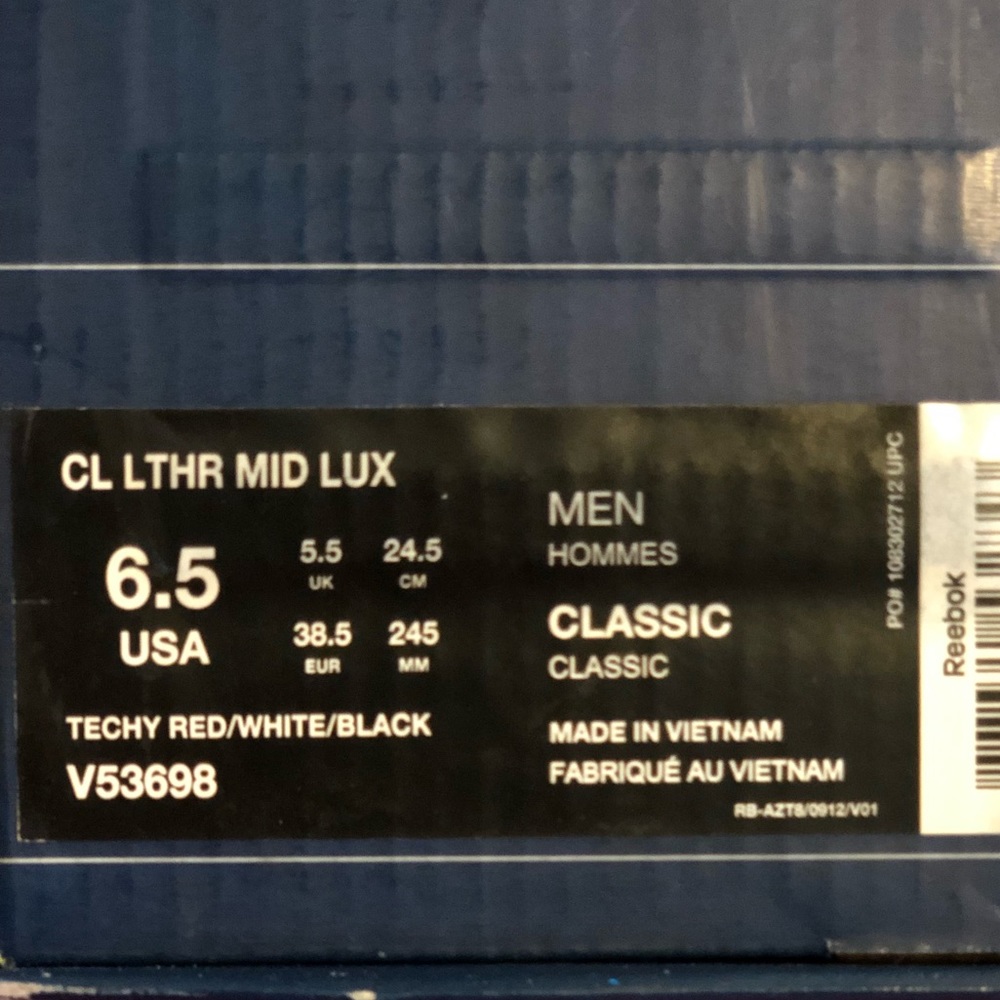 CL LTHR MID LUX
6.5
USA
5.5
UK
24.5
CM
38.5
EUR
245
MM
TECHY RED/WHITE/BLACK
V53698
MEN
HOMMES
CLASSIC
CLASSIC
MADE IN VIETNAM
FABRIQUÉ AU VIETNAM
RB-AZT8/0912/V01
PO# 108302712 UPC
Reebok